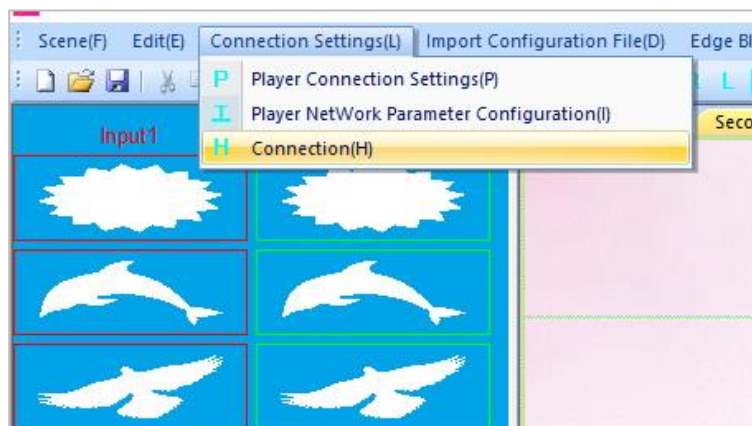 Scene(F) Edit(E) Connection Settings(L) Import Configuration File(D) Edge Bl
P Player Connection Settings(P) L
I Player NetWork Parameter Configuration(I)
Seco
H Connection(H)
Input1